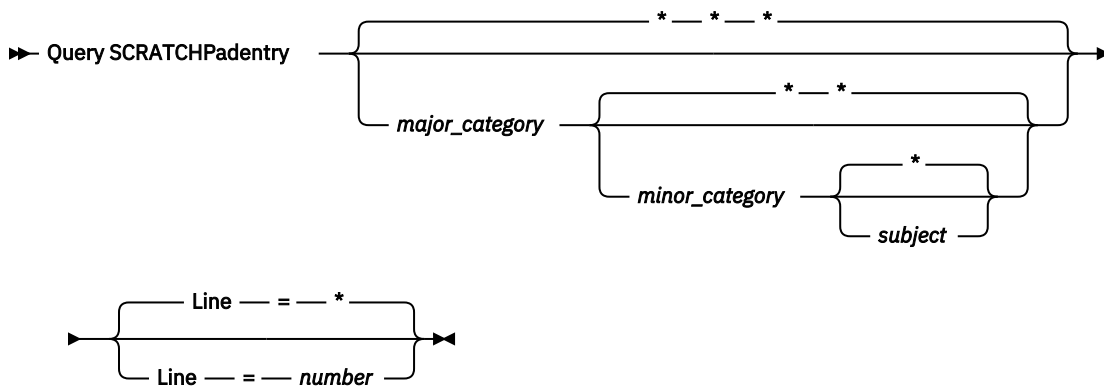 * * *
Query SCRATCHPadentry
* *
major_category
*
minor_category
subject
Line = *
Line = number